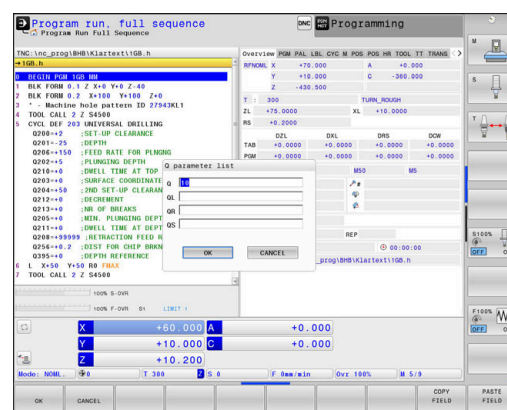 Program run, full sequence
Program Run Full Sequence
DNC
Programming
TNC:\nc_prog\BHB\Klartext\1GB.h
→1GB.h
0 BEGIN PGM 1GB MM
1 BLK FORM 0.1 Z X+0 Y+0 Z-40
2 BLK FORM 0.2 X+100 Y+100 Z+0
3 * - Machine hole pattern ID 27943KL1
4 TOOL CALL 2 Z S4500
5 CYCL DEF 203 UNIVERSAL DRILLING
Q200=+2 ;SET-UP CLEARANCE
Q201=-25 ;DEPTH
Q206=+150 ;FEED RATE FOR PLNGNG
Q202=+5 ;PLUNGING DEPTH
Q210=+0 ;DWELL TIME AT TOP
Q203=+0 ;SURFACE COORDINATE
Q204=+50 ;2ND SET-UP CLEARAN
Q212=+0 ;DECREMENT
Q213=+0 ;NR OF BREAKS
Q205=+0 ;MIN. PLUNGING DEPT
Q211=+0 ;DWELL TIME AT DEPT
Q208=+99999 ;RETRACTION FEED R
Q256=+0.2 ;DIST FOR CHIP BRKN
Q395=+0 ;DEPTH REFERENCE
6 L X+50 Y+50 R0 FMAX
7 TOOL CALL 2 Z S4500
100% S-OVR
100% F-OVR S1 LIMIT 1
Overview PGM PAL LBL CYC M POS POS HR TOOL TT TRANS
RFNOML X +70.000 A +0.000
Y +10.000 C -360.000
Z -430.500
T : 300 TURN_ROUGH
ZL +75.0000 XL +10.0000
RS +0.2000
DZL DXL DRS DCW
TAB +0.0000 +0.0000 +0.0000 +0.0000
PGM +0.0000 +0.0000 +0.0000 +0.0000
M50 M5
REP
00:00:00
_prog\BHB\Klartext\1GB.h
Q parameter list
Q 10
QL
QR
QS
OK CANCEL
X +60.000 A +0.000
Y +10.000 C +0.000
Z +10.200
Mode: NOML. 0 T 300 Z S 0 F 0mm/min Ovr 100% M 5/9
OK CANCEL COPY FIELD PASTE FIELD
M
S
T
S100%
OFF
F100%
OFF